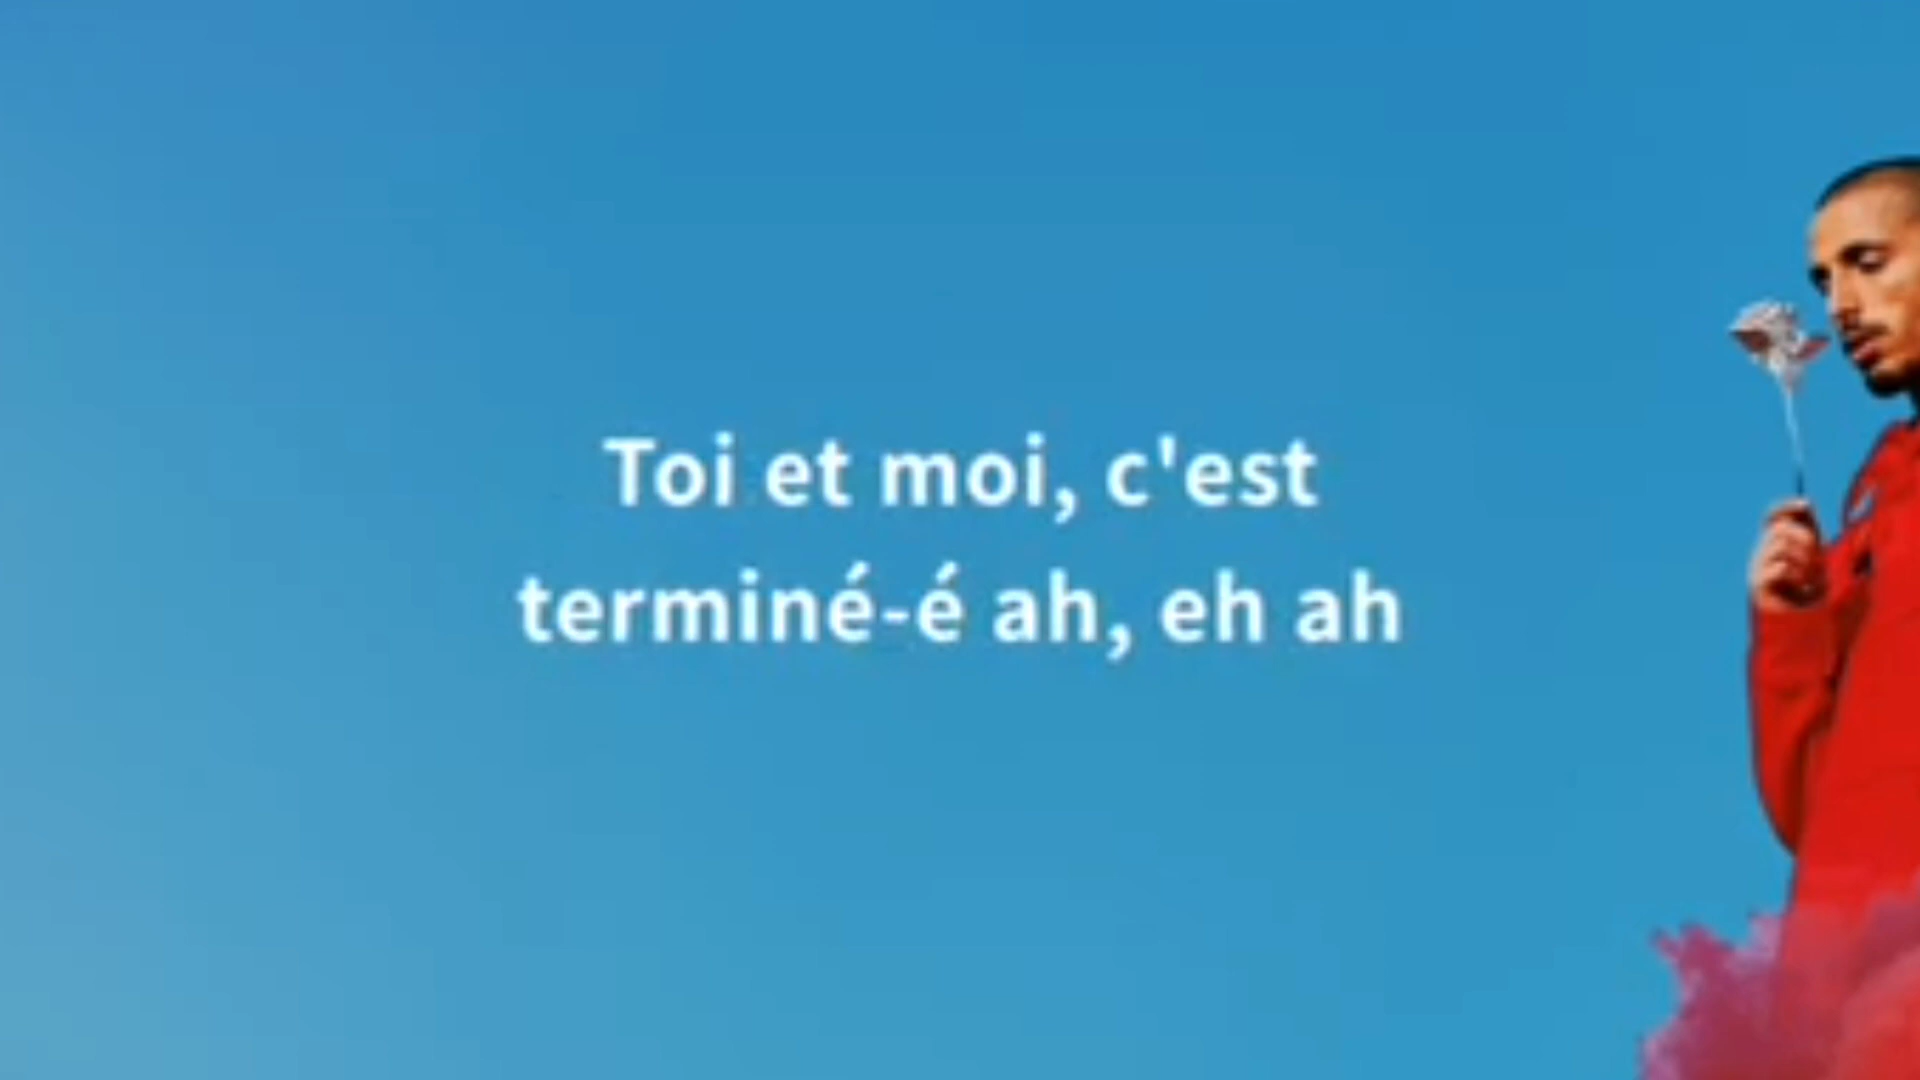 Toi et moi, c'est
terminé-é ah, eh ah